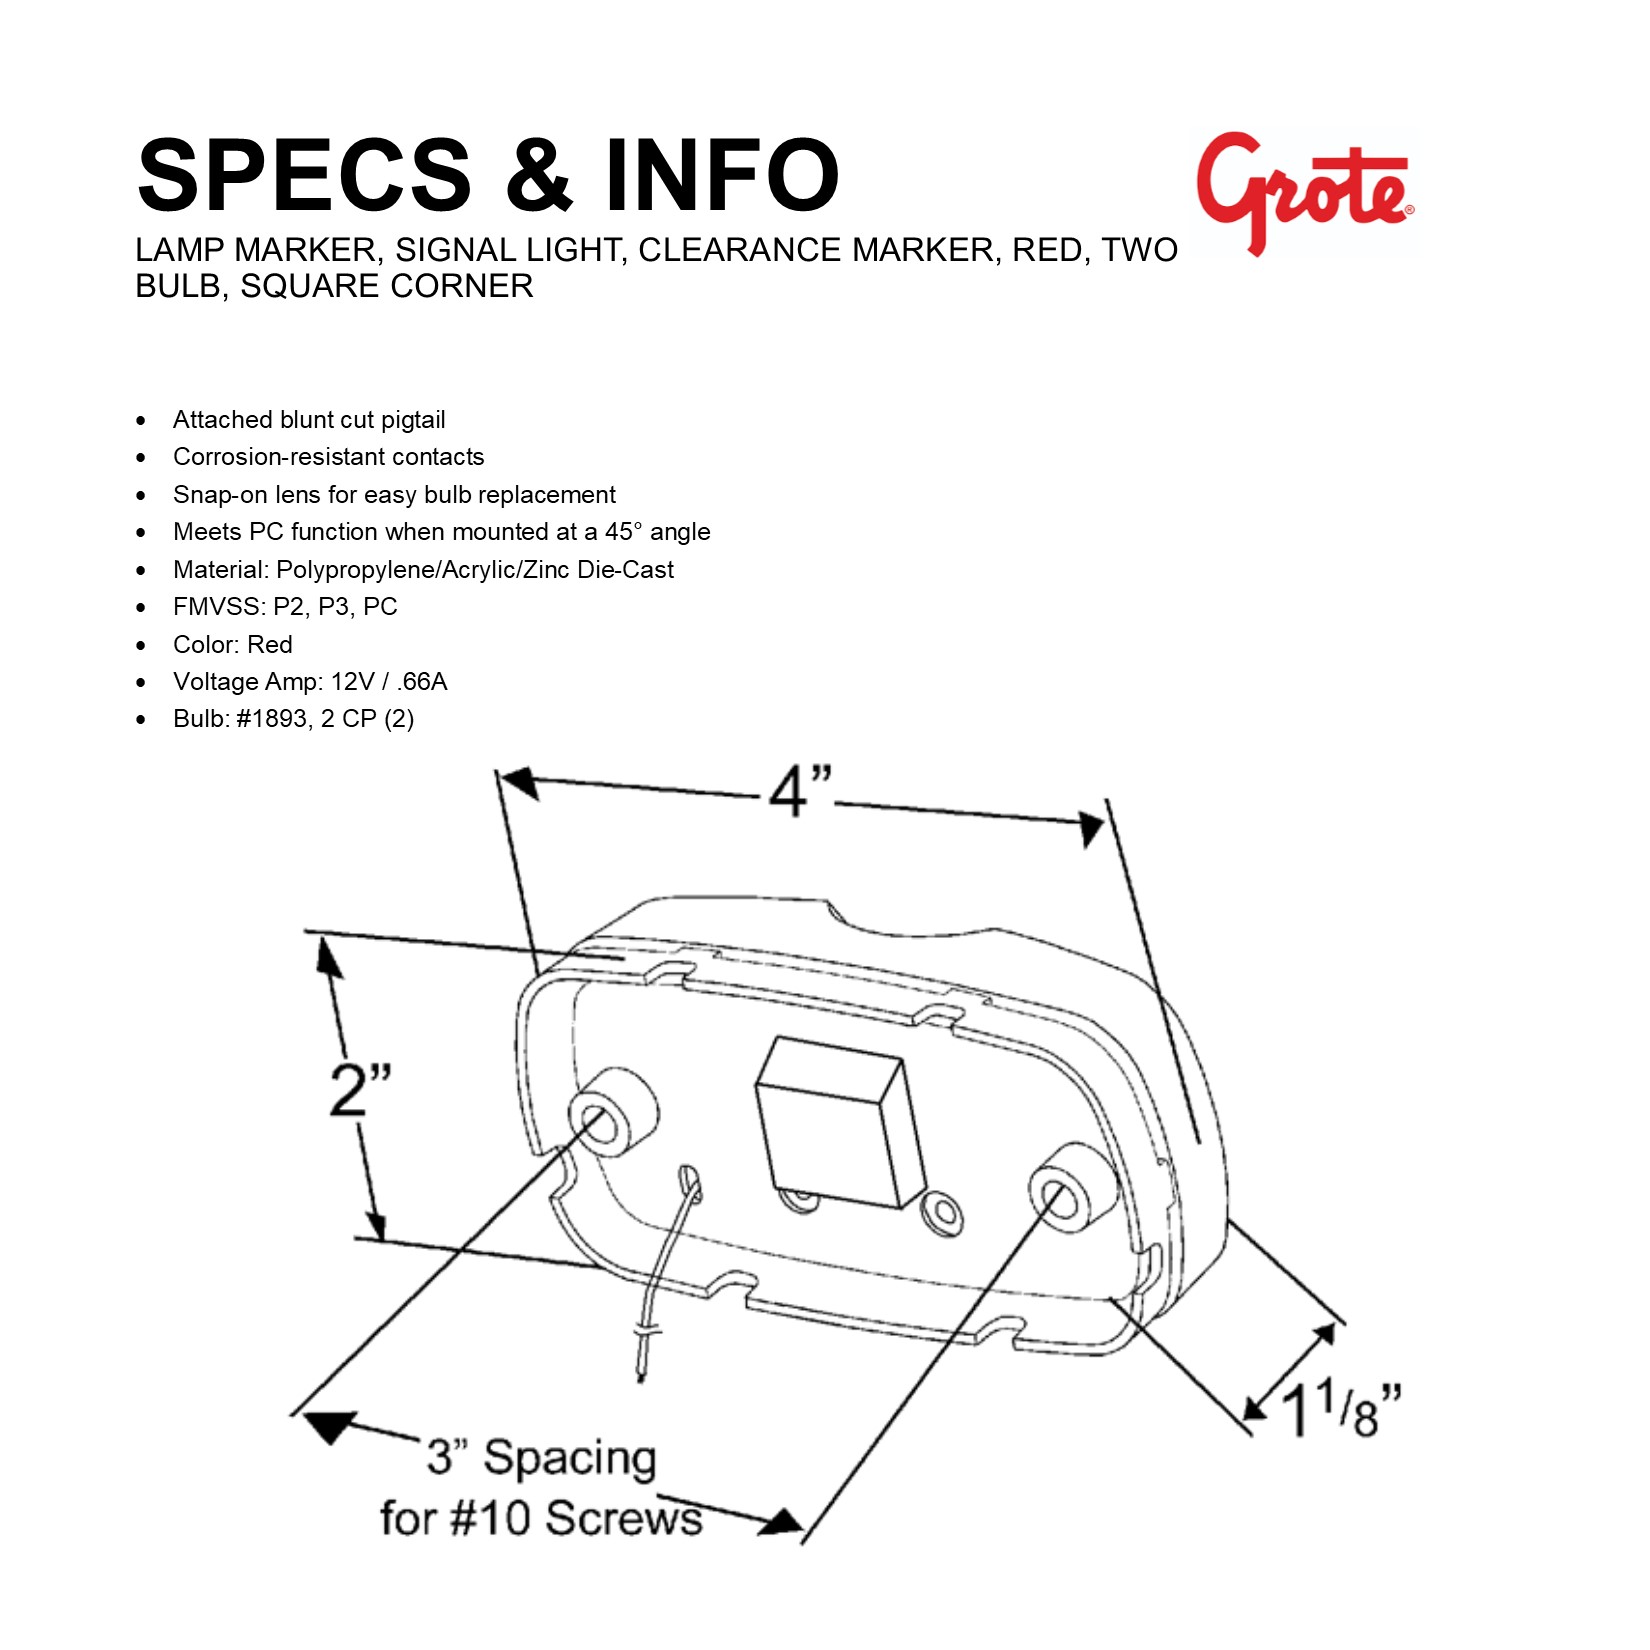 SPECS & INFO
Grote®
LAMP MARKER, SIGNAL LIGHT, CLEARANCE MARKER, RED, TWO
BULB, SQUARE CORNER
• Attached blunt cut pigtail
• Corrosion-resistant contacts
• Snap-on lens for easy bulb replacement
• Meets PC function when mounted at a 45° angle
• Material: Polypropylene/Acrylic/Zinc Die-Cast
• FMVSS: P2, P3, PC
• Color: Red
• Voltage Amp: 12V / .66A
• Bulb: #1893, 2 CP (2)
4”
2”
1 1/8”
3” Spacing
for #10 Screws